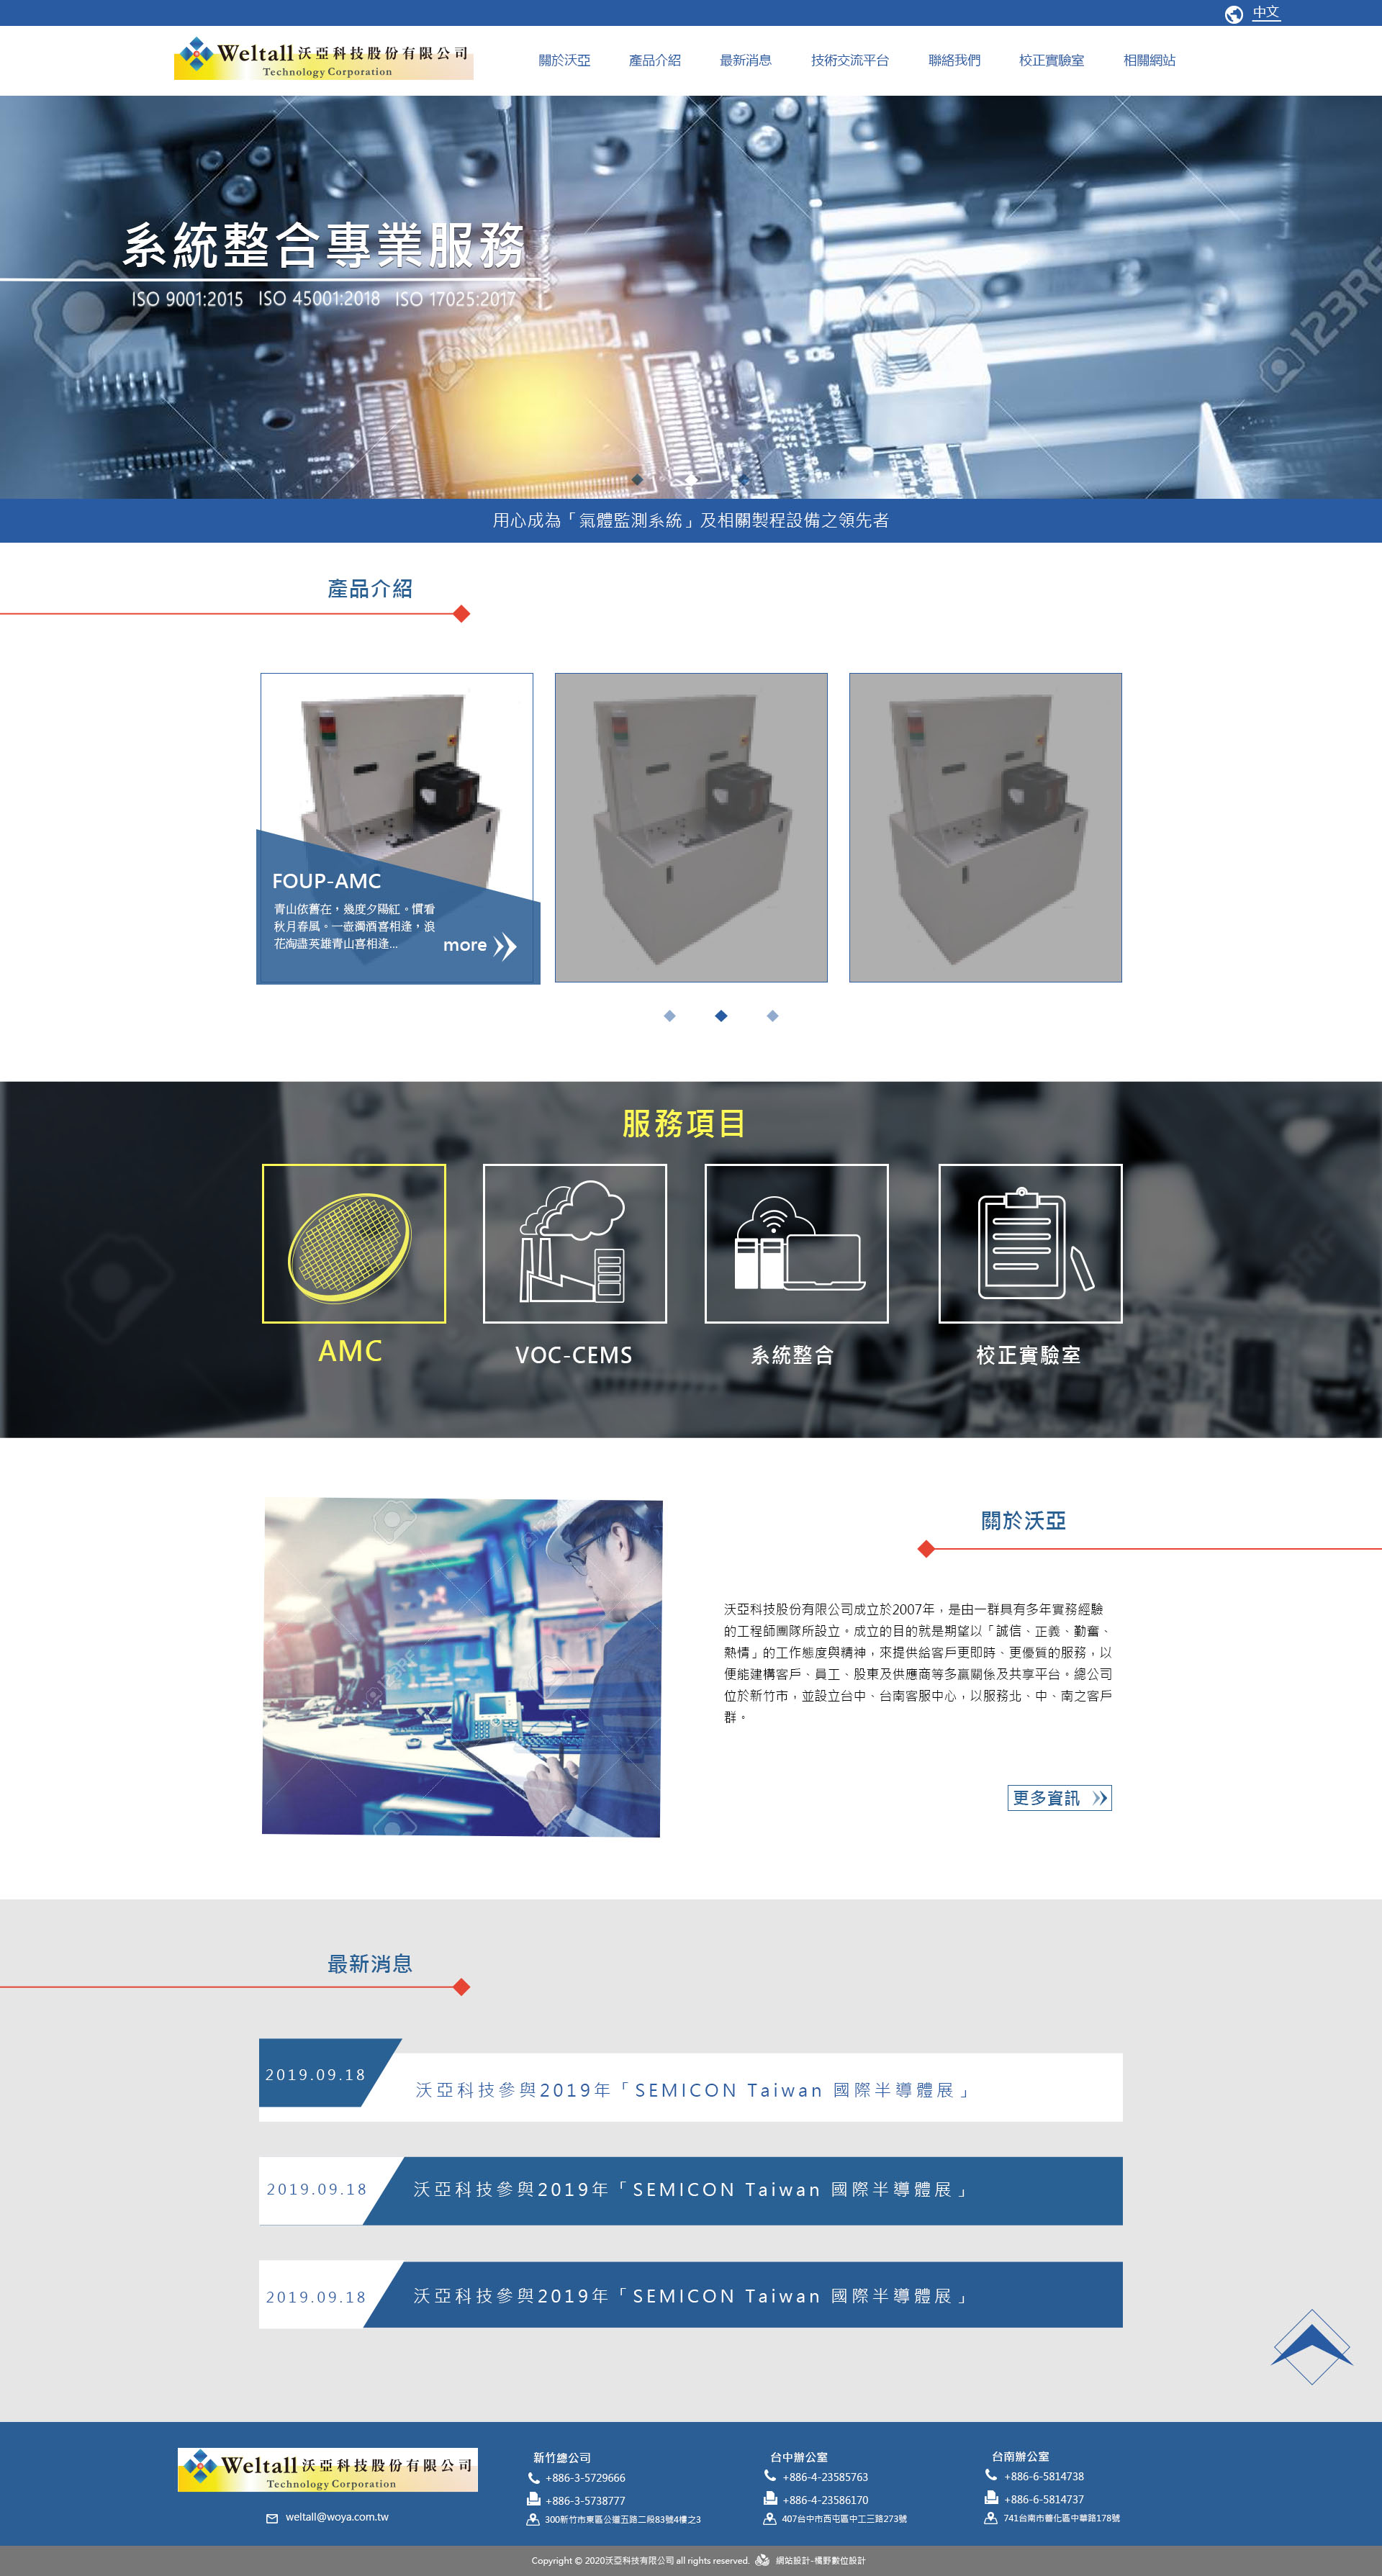 中文
Weltall 沃亞科技股份有限公司
Technology Corporation
關於沃亞 產品介紹 最新消息 技術交流平台 聯絡我們 校正實驗室 相關網站
系統整合專業服務
ISO 9001:2015 ISO 45001:2018 ISO 17025:2017
123RF
123RF
用心成為「氣體監測系統」及相關製程設備之領先者
產品介紹
FOUP-AMC
青山依舊在，幾度夕陽紅。慣看
秋月春風。一壺濁酒喜相逢，浪
花淘盡英雄青山喜相逢...
more
服務項目
AMC
VOC-CEMS
系統整合
校正實驗室
關於沃亞
沃亞科技股份有限公司成立於2007年，是由一群具有多年實務經驗
的工程師團隊所設立。成立的目的就是期望以「誠信、正義、勤奮、
熱情」的工作態度與精神，來提供給客戶更即時、更優質的服務，以
便能建構客戶、員工、股東及供應商等多贏關係及共享平台。總公司
位於新竹市，並設立台中、台南客服中心，以服務北、中、南之客戶
群。
123RF
更多資訊
最新消息
2019.09.18
沃亞科技參與2019年「SEMICON Taiwan 國際半導體展」
2019.09.18
沃亞科技參與2019年「SEMICON Taiwan 國際半導體展」
2019.09.18
沃亞科技參與2019年「SEMICON Taiwan 國際半導體展」
Weltall 沃亞科技股份有限公司
Technology Corporation
weltall@woya.com.tw
新竹總公司
+886-3-5729666
+886-3-5738777
300新竹市東區公道五路二段83號4樓之3
台中辦公室
+886-4-23585763
+886-4-23586170
407台中市西屯區中工三路273號
台南辦公室
+886-6-5814738
+886-6-5814737
741台南市善化區中華路178號
Copyright © 2020沃亞科技有限公司 all rights reserved. 網站設計-構野數位設計